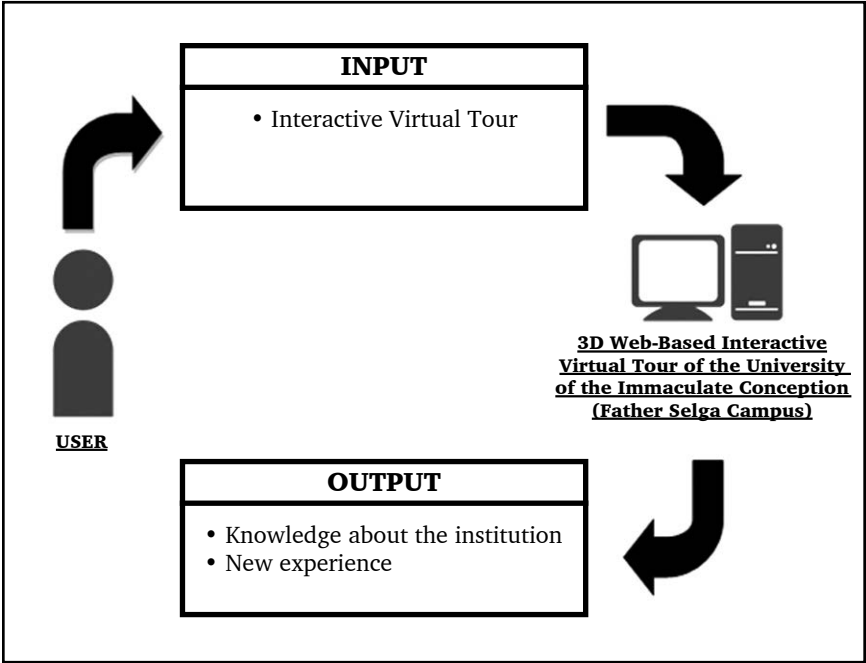 INPUT
• Interactive Virtual Tour
3D Web-Based Interactive
Virtual Tour of the University
of the Immaculate Conception
(Father Selga Campus)
USER
OUTPUT
• Knowledge about the institution
• New experience